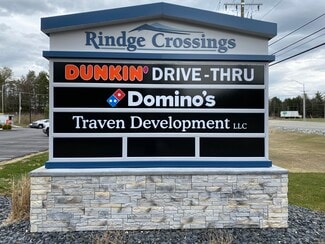 Rindge Crossings
DUNKIN' DRIVE-THRU
Domino's
Traven Development LLC